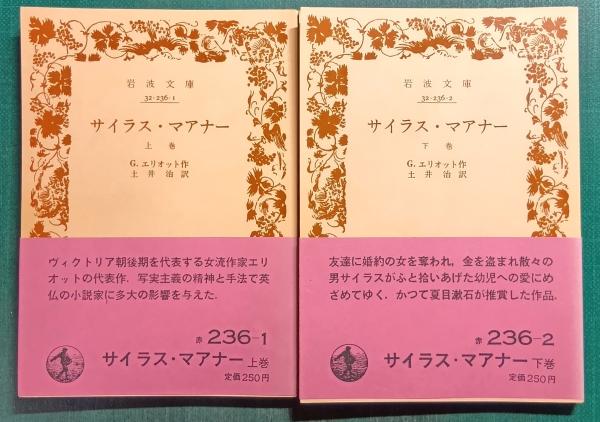 岩波文庫
32-236-1
サイラス・マアナー
上巻
G.エリオット作
土井治訳
ヴィクトリア朝後期を代表する女流作家エリ
オットの代表作．写実主義の精神と手法で英
仏の小説家に多大の影響を与えた．
赤 236-1
サイラス・マアナー 上巻
定価250円
岩波文庫
32-236-2
サイラス・マアナー
下巻
G.エリオット作
土井治訳
友達に婚約の女を奪われ，金を盗まれ散々の
男サイラスがふと拾いあげた幼児への愛にめ
ざめてゆく．かつて夏目漱石が推賞した作品．
赤 236-2
サイラス・マアナー 下巻
定価250円